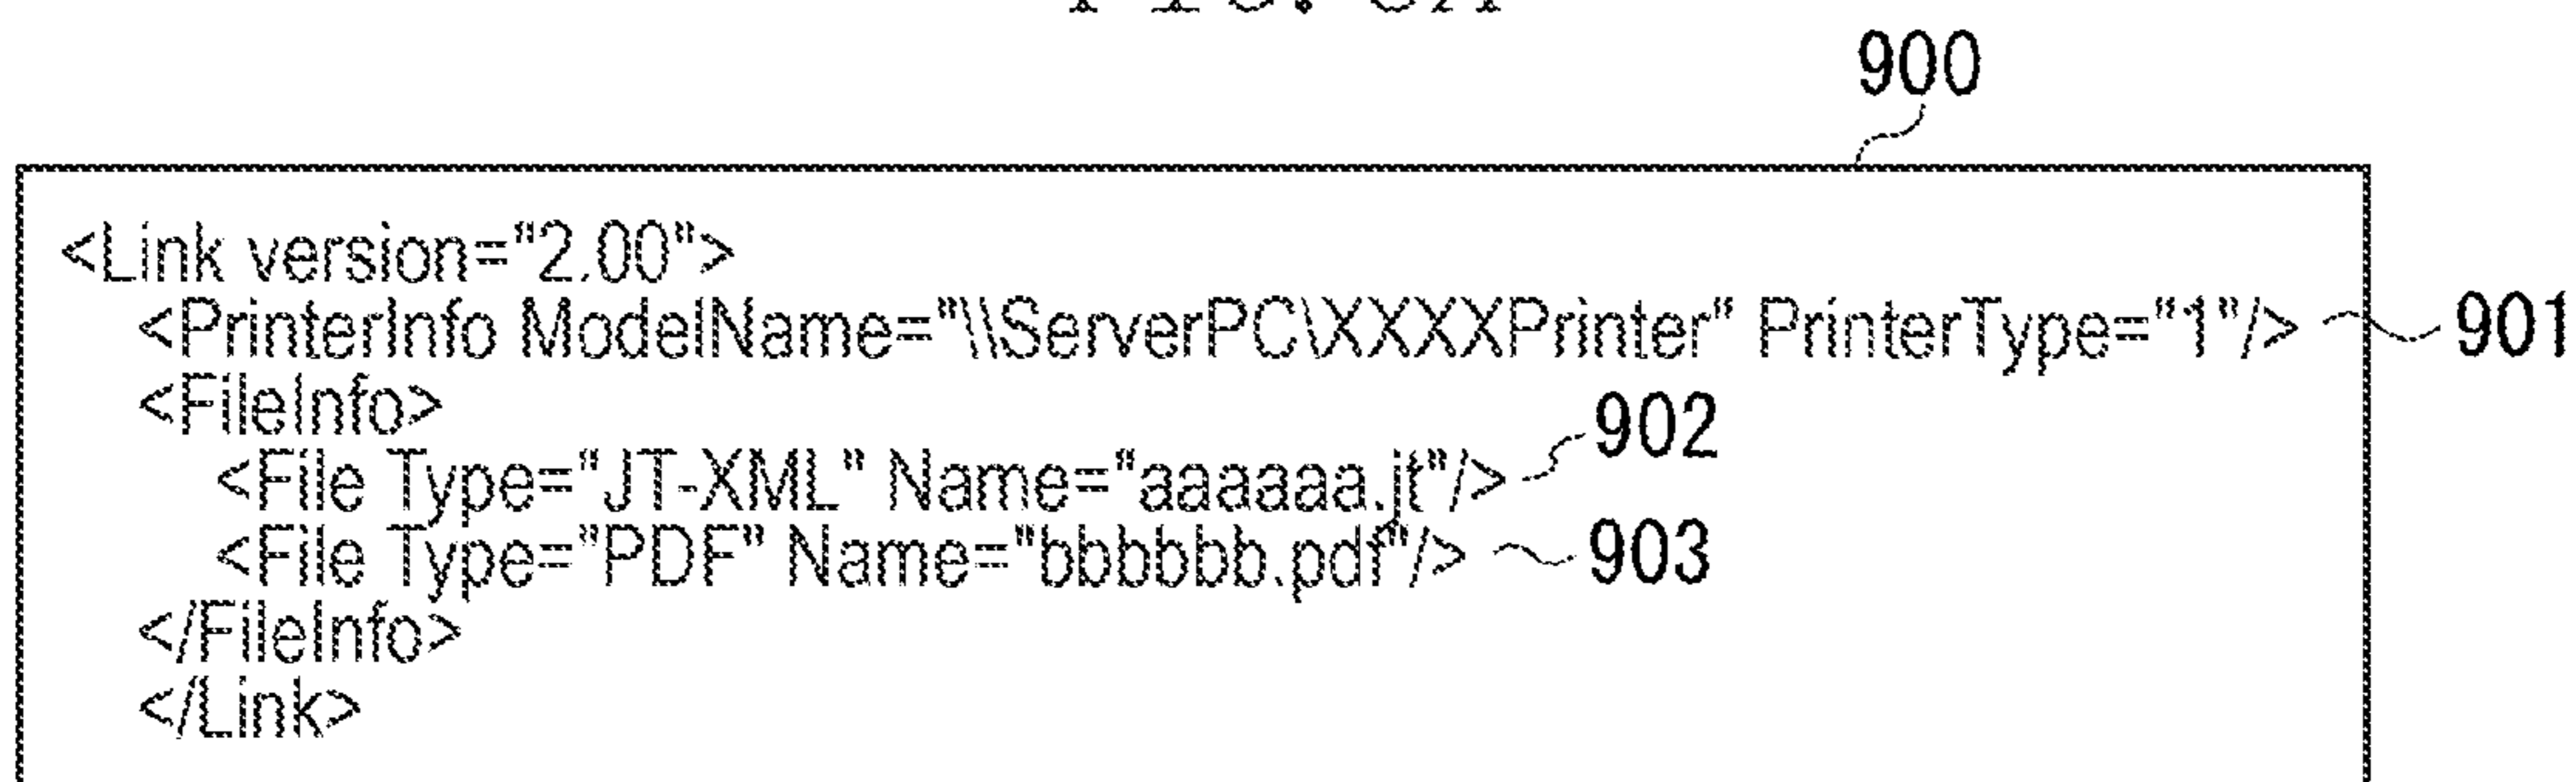 900
<Link version="2.00">
<PrinterInfo ModelName="\\ServerPC\XXXXPrinter" PrinterType="1"/> 901
<FileInfo>
<File Type="JT-XML" Name="aaaaaa.jt"/> 902
<File Type="PDF" Name="bbbbbb.pdf"/> 903
</FileInfo>
</Link>